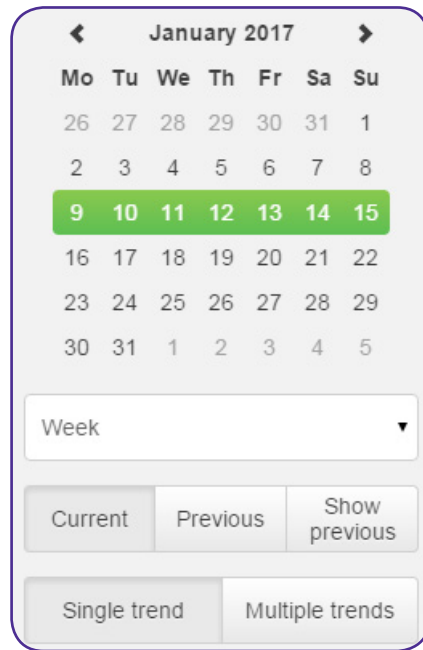 January 2017
Mo Tu We Th Fr Sa Su
26 27 28 29 30 31 1
2 3 4 5 6 7 8
9 10 11 12 13 14 15
16 17 18 19 20 21 22
23 24 25 26 27 28 29
30 31 1 2 3 4 5
Week
Current Previous Show previous
Single trend Multiple trends